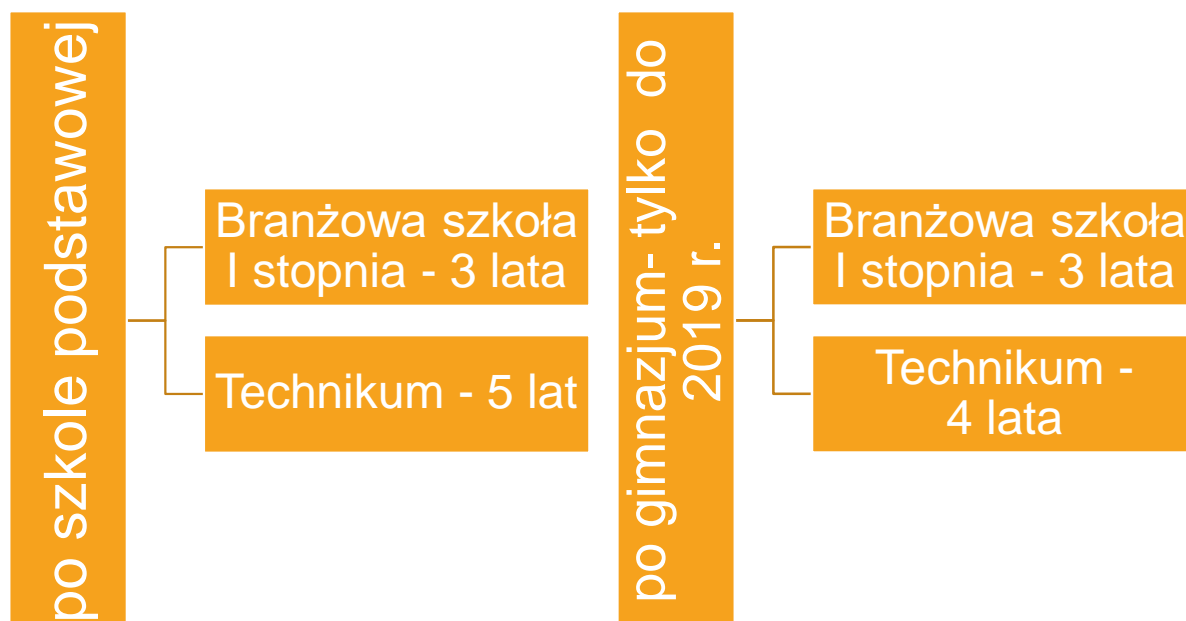 po szkole podstawowej
Branżowa szkoła
I stopnia - 3 lata
Technikum - 5 lat
po gimnazjum- tylko do
2019 r.
Branżowa szkoła
I stopnia - 3 lata
Technikum -
4 lata